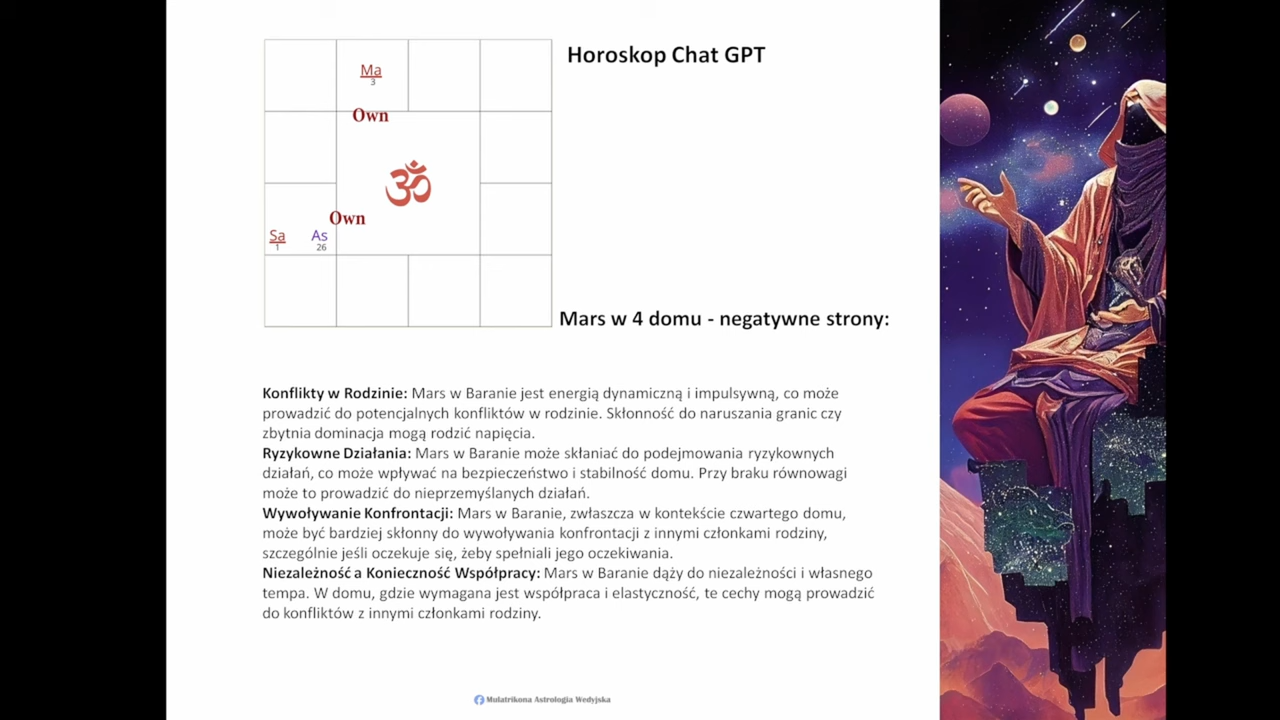 Horoskop Chat GPT
Ma
3
Own
ॐ
Own
Sa As
1 26
Mars w 4 domu - negatywne strony:
Konflikty w Rodzinie: Mars w Baranie jest energią dynamiczną i impulsywną, co może
prowadzić do potencjalnych konfliktów w rodzinie. Skłonność do naruszania granic czy
zbytnia dominacja mogą rodzić napięcia.
Ryzykowne Działania: Mars w Baranie może skłaniać do podejmowania ryzykownych
działań, co może wpływać na bezpieczeństwo i stabilność domu. Przy braku równowagi
może to prowadzić do nieprzemyślanych działań.
Wywoływanie Konfrontacji: Mars w Baranie, zwłaszcza w kontekście czwartego domu,
może być bardziej skłonny do wywoływania konfrontacji z innymi członkami rodziny,
szczególnie jeśli oczekuje się, żeby spełniali jego oczekiwania.
Niezależność a Konieczność Współpracy: Mars w Baranie dąży do niezależności i własnego
tempa. W domu, gdzie wymagana jest współpraca i elastyczność, te cechy mogą prowadzić
do konfliktów z innymi członkami rodziny.
Mulatrikona Astrologia Wedyjska